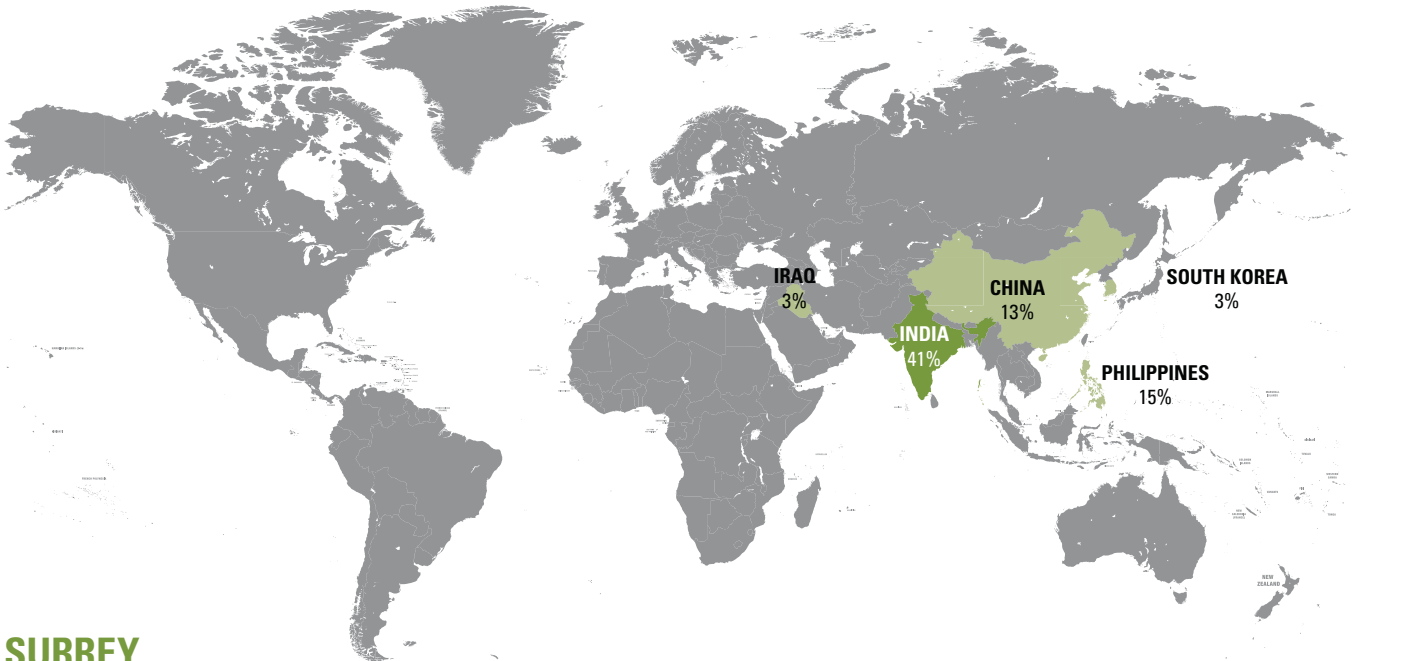 IRAQ
3%
CHINA
13%
SOUTH KOREA
3%
INDIA
41%
PHILIPPINES
15%
NEW
ZEALAND
SURREY